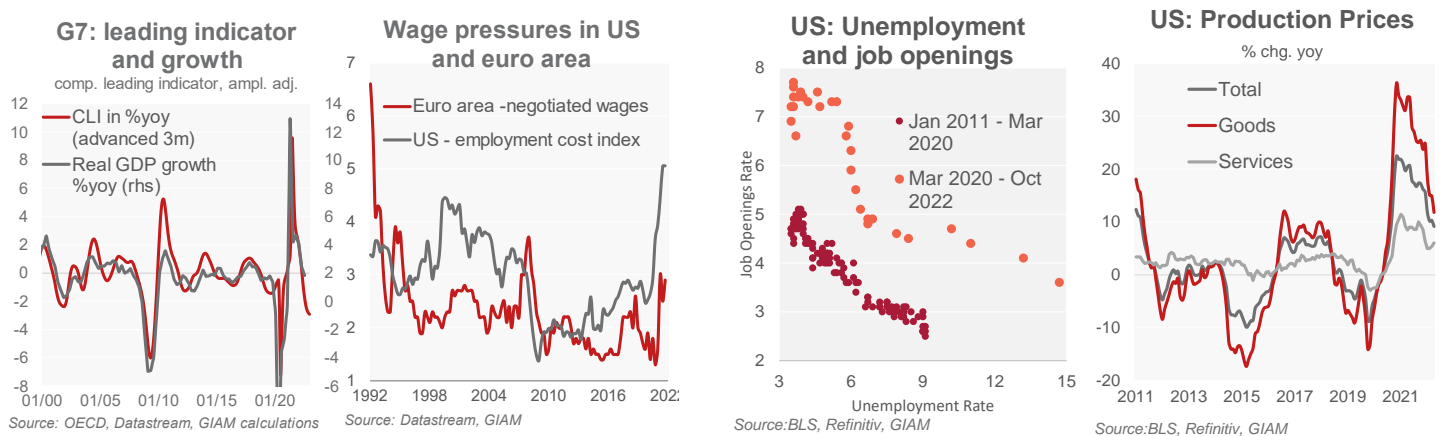 G7: leading indicator
and growth
comp. leading indicator, ampl. adj.
12
10
8
6
4
2
0
-2
-4
-6
-8
CLI in %yoy
(advanced 3m)
Real GDP growth
%yoy (rhs)
14
12
10
8
6
4
2
0
-2
-4
-6
01/00
01/05
01/10
01/15
01/20
Source: OECD, Datastream, GIAM calculations
Wage pressures in US
and euro area
7
6
5
4
3
2
1
Euro area -negotiated wages
US - employment cost index
1992
1998
2004
2010
2016
2022
Source: Datastream, GIAM
US: Unemployment
and job openings
8
7
6
5
4
3
2
Job Openings Rate
Jan 2011 - Mar
2020
Mar 2020 - Oct
2022
3
6
9
12
15
Unemployment Rate
Source:BLS, Refinitiv, GIAM
US: Production Prices
% chg. yoy
40
30
20
10
0
-10
-20
Total
Goods
Services
2011
2013
2015
2017
2019
2021
Source:BLS, Refinitiv, GIAM